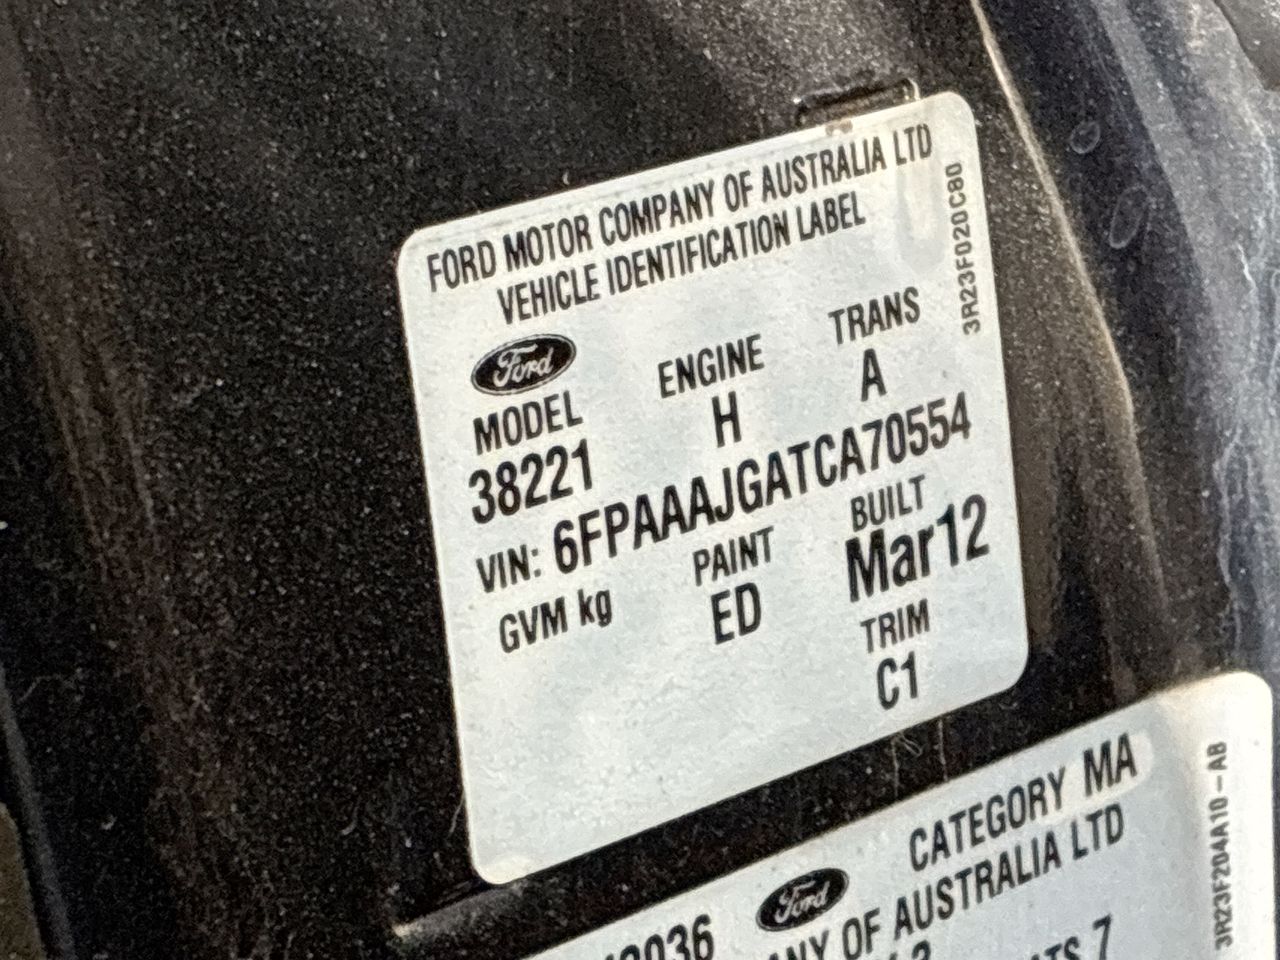 FORD MOTOR COMPANY OF AUSTRALIA LTD
VEHICLE IDENTIFICATION LABEL
3R23F020C80
Ford
MODEL ENGINE TRANS
38221 H A
VIN: 6FPAAAJGATCA70554
GVM kg PAINT BUILT
ED Mar12
TRIM
C1
Ford CATEGORY MA
OF AUSTRALIA LTD
7
3R23F204A10-AB